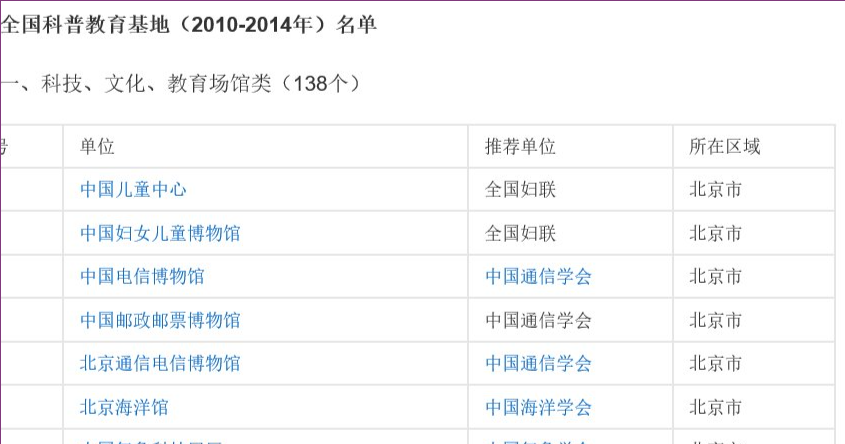 全国科普教育基地（2010-2014年）名单
一、科技、文化、教育场馆类（138个）
单位 推荐单位 所在区域
中国儿童中心 全国妇联 北京市
中国妇女儿童博物馆 全国妇联 北京市
中国电信博物馆 中国通信学会 北京市
中国邮政邮票博物馆 中国通信学会 北京市
北京通信电信博物馆 中国通信学会 北京市
北京海洋馆 中国海洋学会 北京市